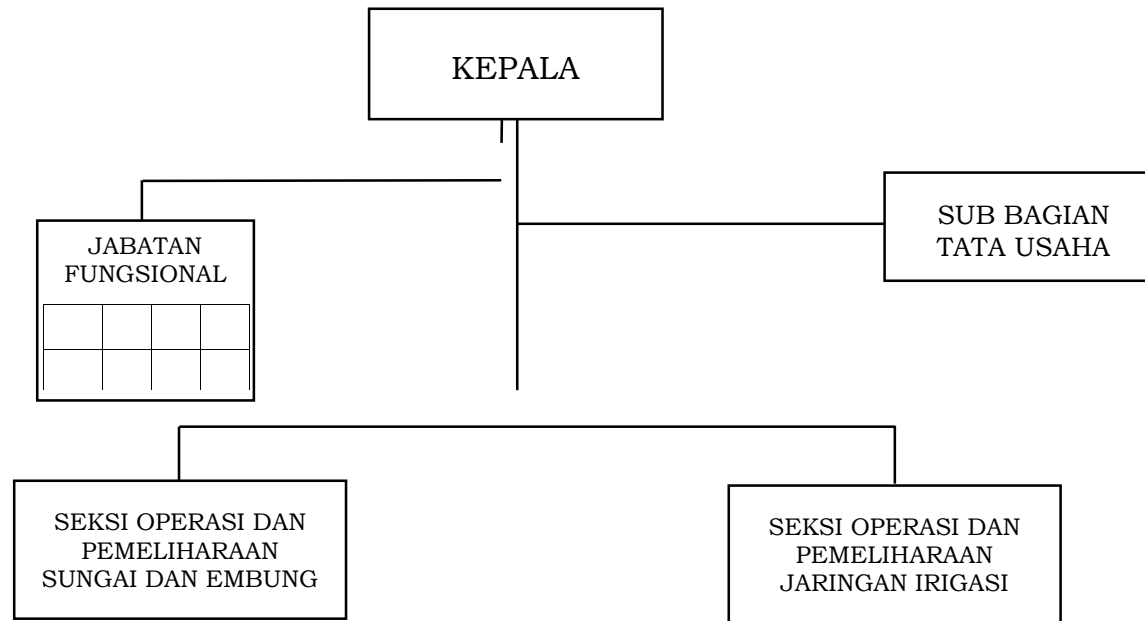 KEPALA
SUB BAGIAN
TATA USAHA
JABATAN
FUNGSIONAL
SEKSI OPERASI DAN
PEMELIHARAAN
SUNGAI DAN EMBUNG
SEKSI OPERASI DAN
PEMELIHARAAN
JARINGAN IRIGASI